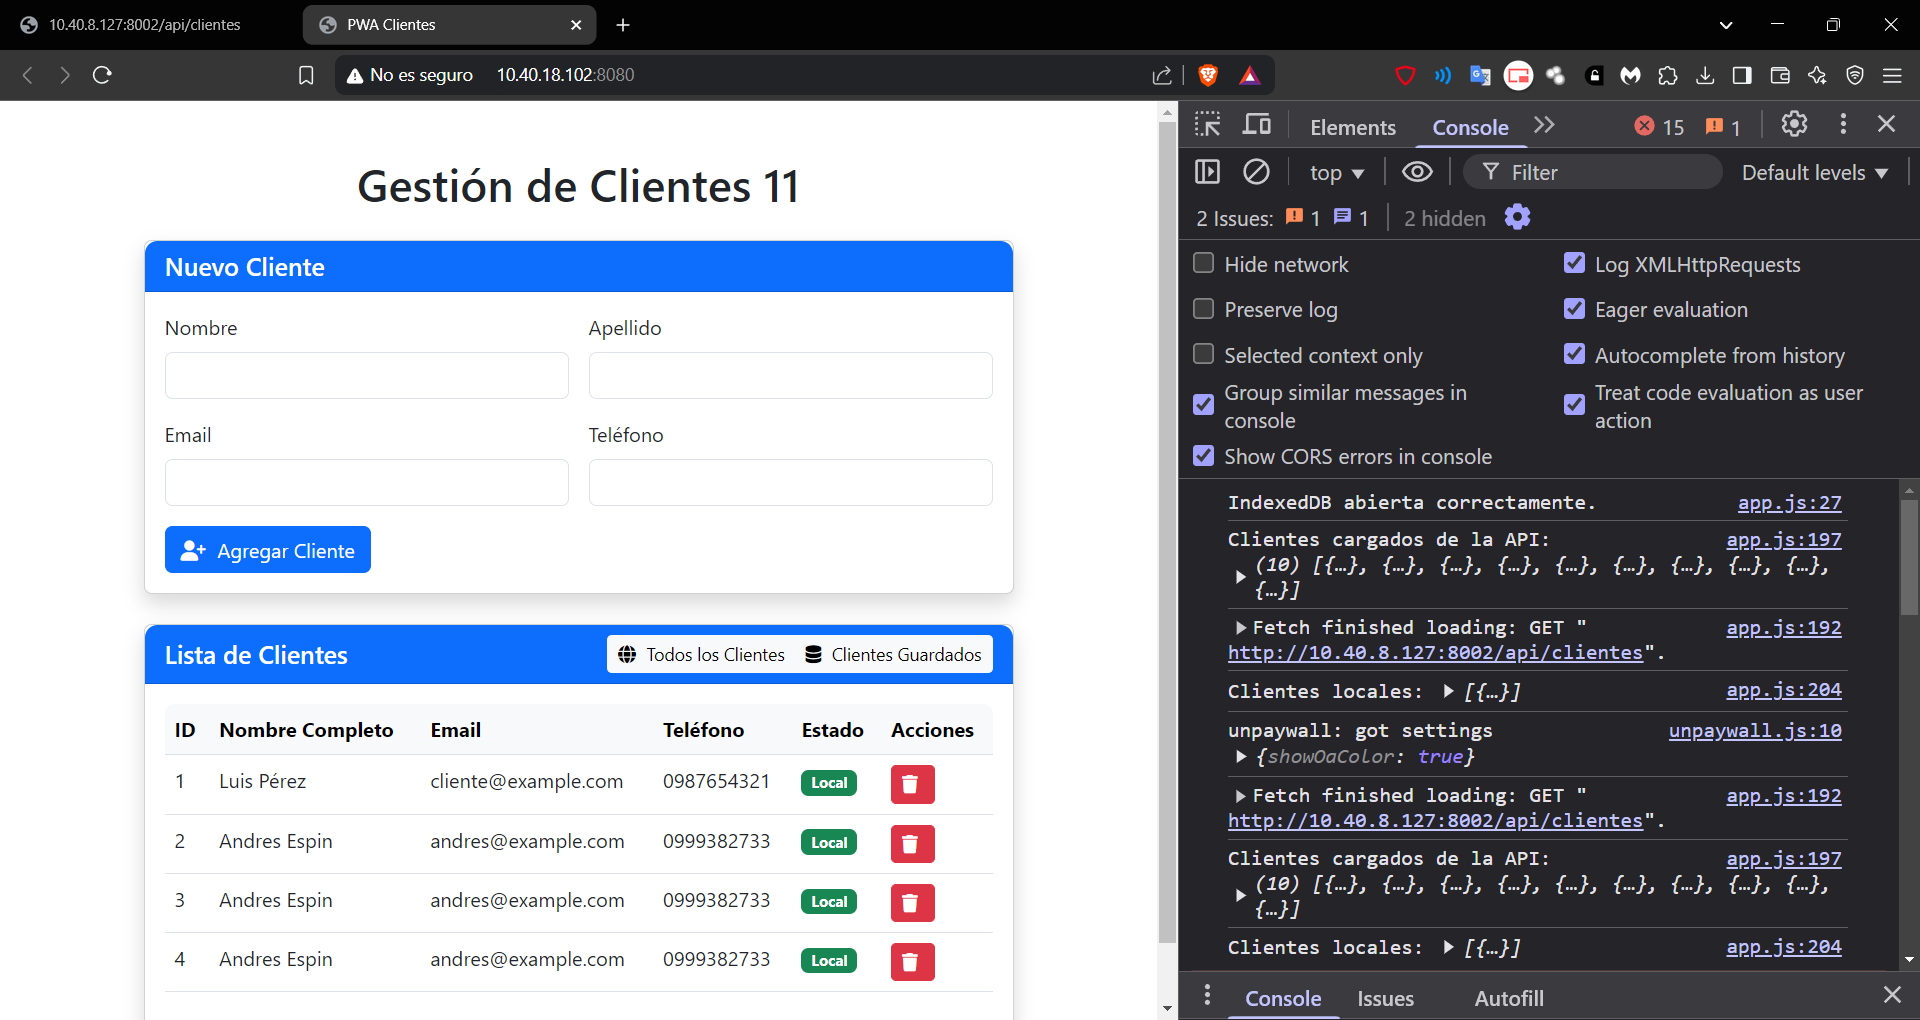 10.40.8.127:8002/api/clientes
PWA Clientes
No es seguro 10.40.18.102:8080
Gestión de Clientes 11
Nuevo Cliente
Nombre
Apellido
Email
Teléfono
Agregar Cliente
Lista de Clientes
Todos los Clientes
Clientes Guardados
ID Nombre Completo Email Teléfono Estado Acciones
1 Luis Pérez cliente@example.com 0987654321 Local
2 Andres Espin andres@example.com 0999382733 Local
3 Andres Espin andres@example.com 0999382733 Local
4 Andres Espin andres@example.com 0999382733 Local
Elements Console 15 1
top Filter Default levels
2 Issues: 1 1 2 hidden
Hide network
Log XMLHttpRequests
Preserve log
Eager evaluation
Selected context only
Autocomplete from history
Group similar messages in
console
Treat code evaluation as user
action
Show CORS errors in console
IndexedDB abierta correctamente. app.js:27
Clientes cargados de la API: app.js:197
(10) [{…}, {…}, {…}, {…}, {…}, {…}, {…}, {…}, {…},
{…}]
Fetch finished loading: GET " app.js:192
http://10.40.8.127:8002/api/clientes".
Clientes locales: [{…}] app.js:204
unpaywall: got settings unpaywall.js:10
{showOaColor: true}
Fetch finished loading: GET " app.js:192
http://10.40.8.127:8002/api/clientes".
Clientes cargados de la API: app.js:197
(10) [{…}, {…}, {…}, {…}, {…}, {…}, {…}, {…}, {…},
{…}]
Clientes locales: [{…}] app.js:204
Console Issues Autofill